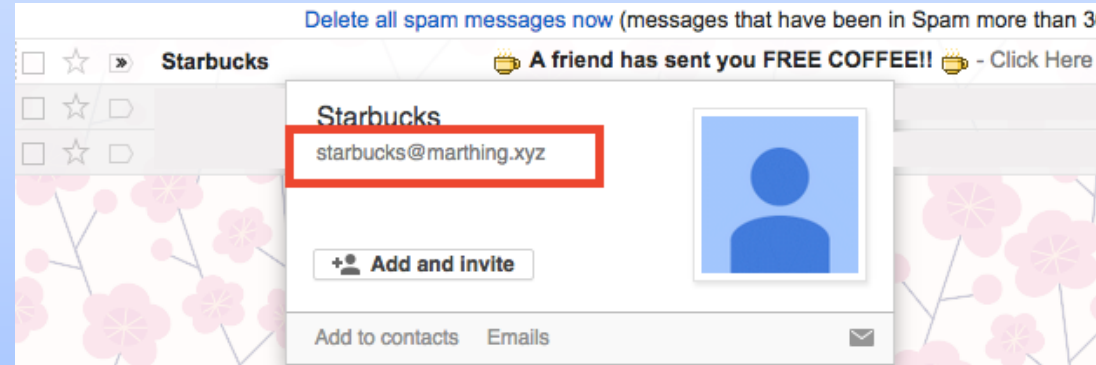 Delete all spam messages now (messages that have been in Spam more than 3
Starbucks A friend has sent you FREE COFFEE!! - Click Here
Starbucks
starbucks@marthing.xyz
Add and invite
Add to contacts Emails